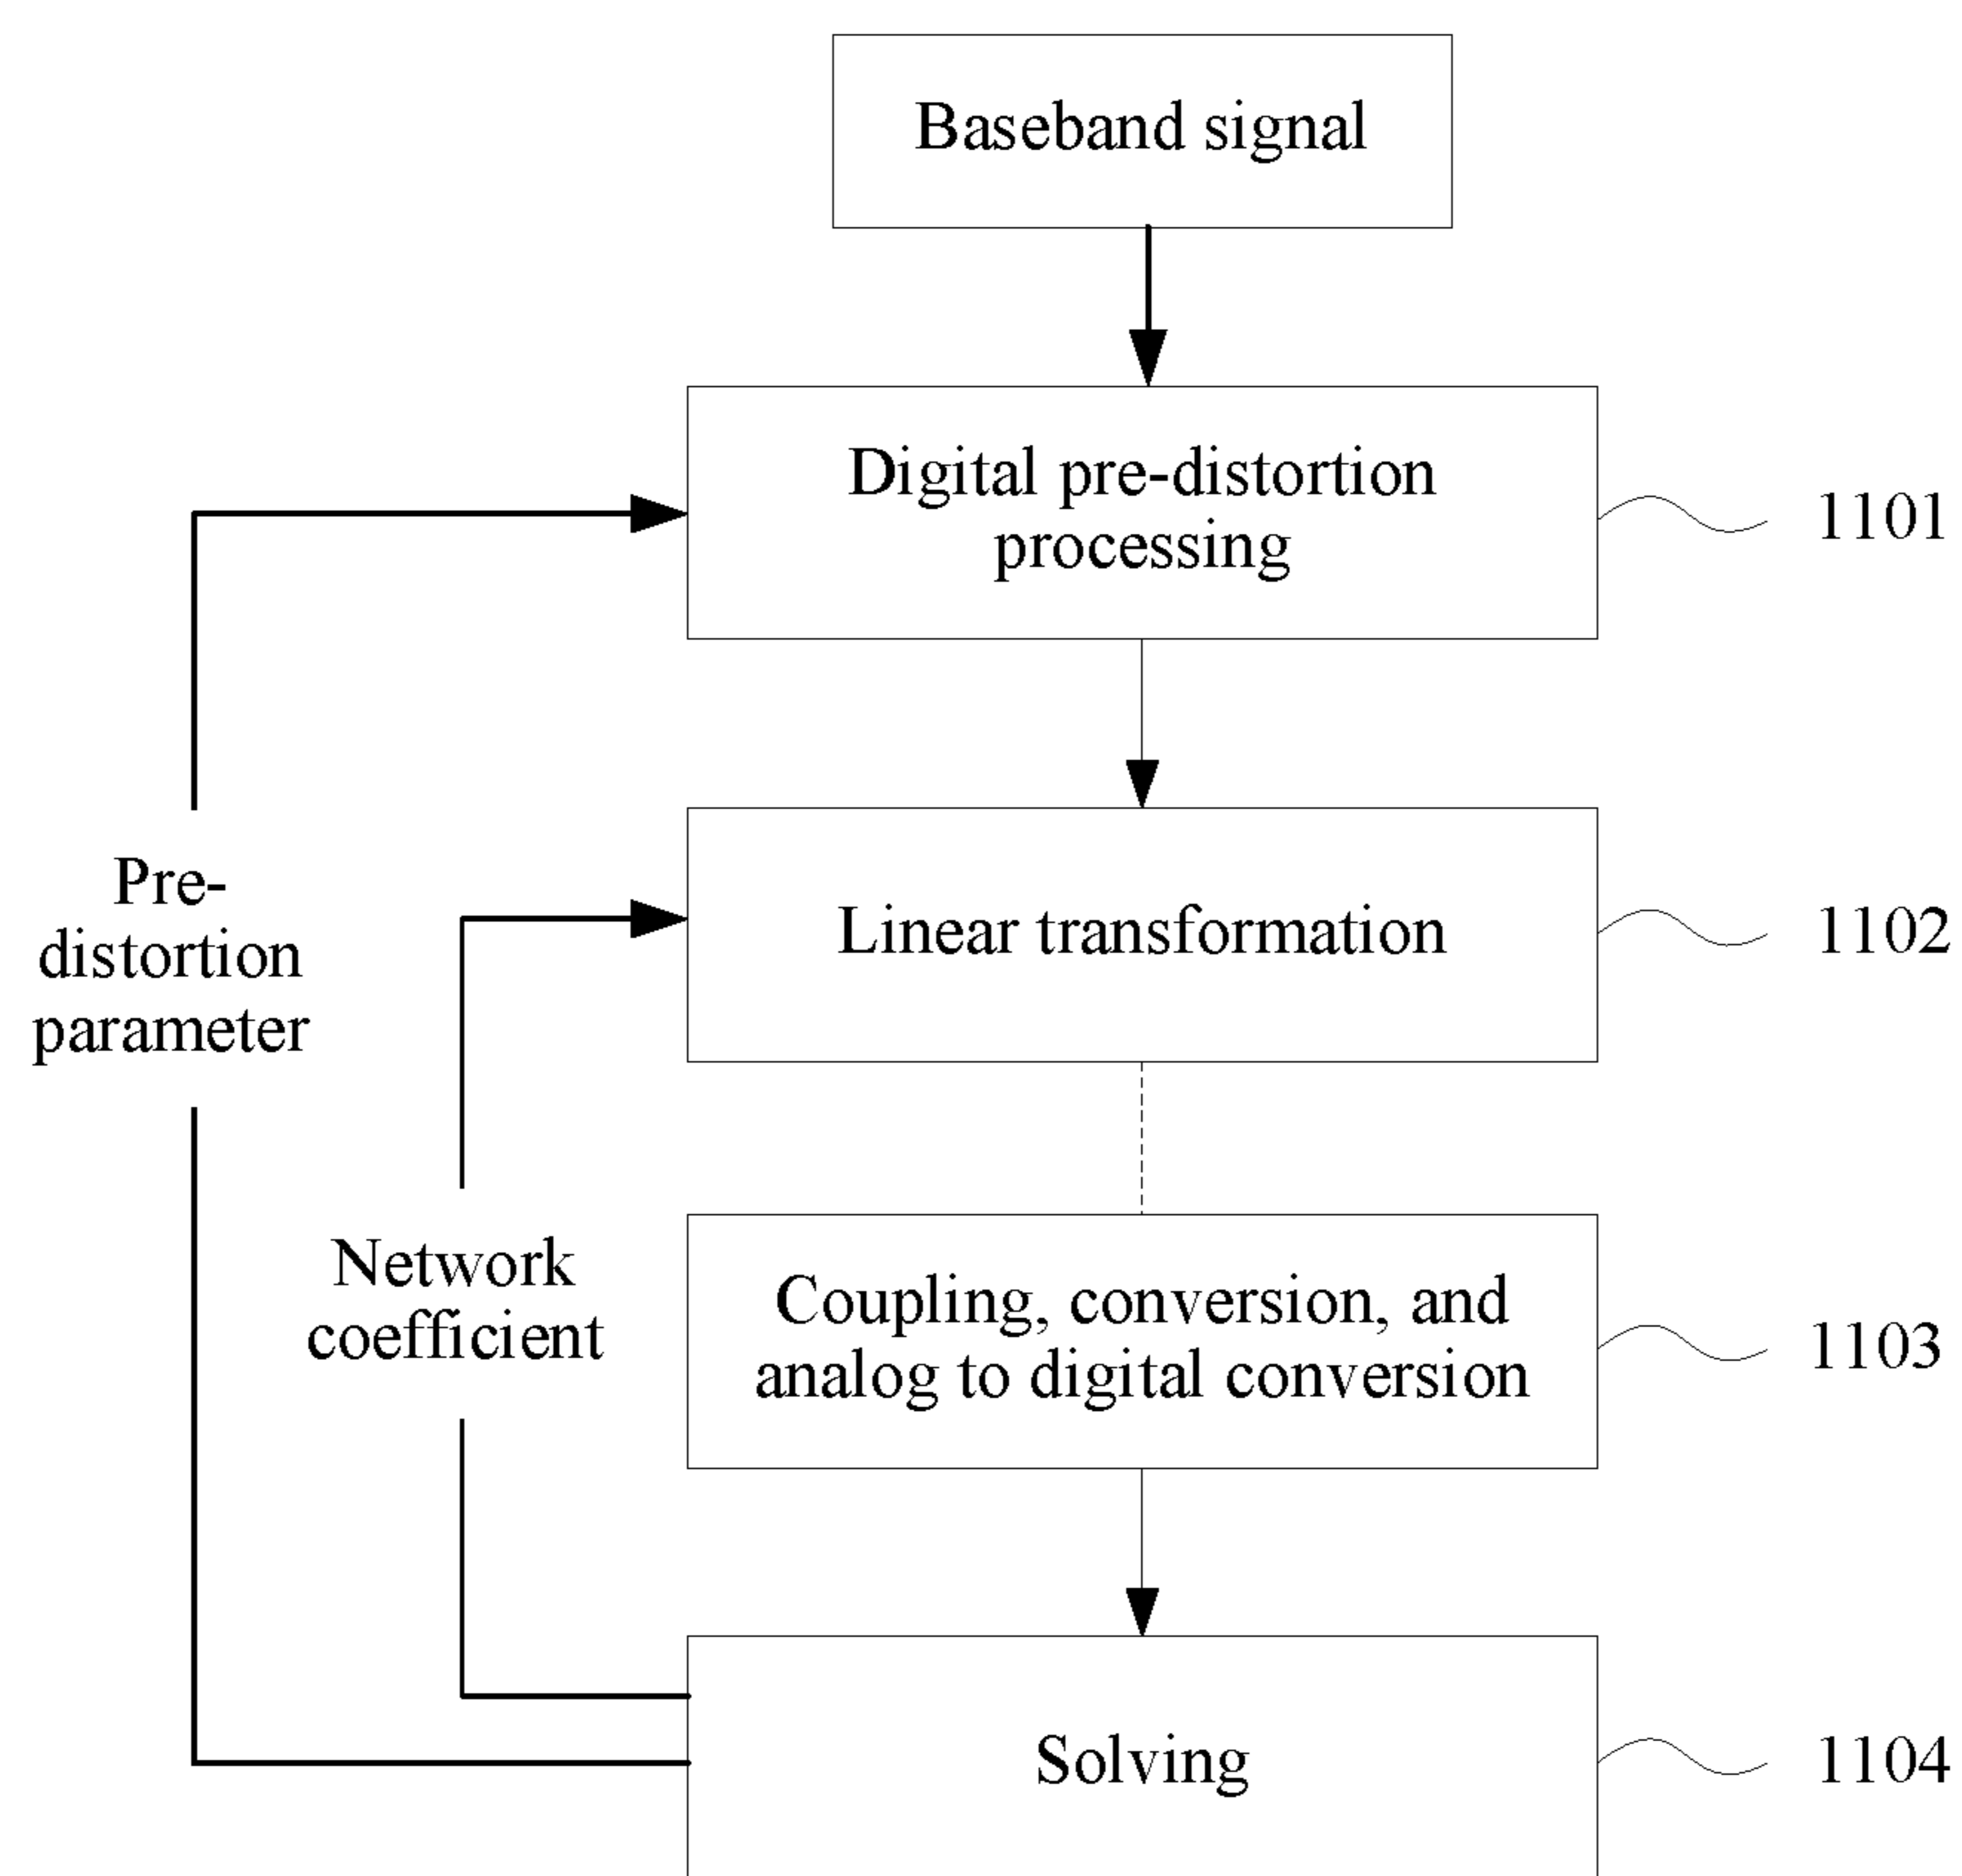 Baseband signal
Digital pre-distortion
processing
1101
Pre-
distortion
parameter
Linear transformation
1102
Network
coefficient
Coupling, conversion, and
analog to digital conversion
1103
Solving
1104